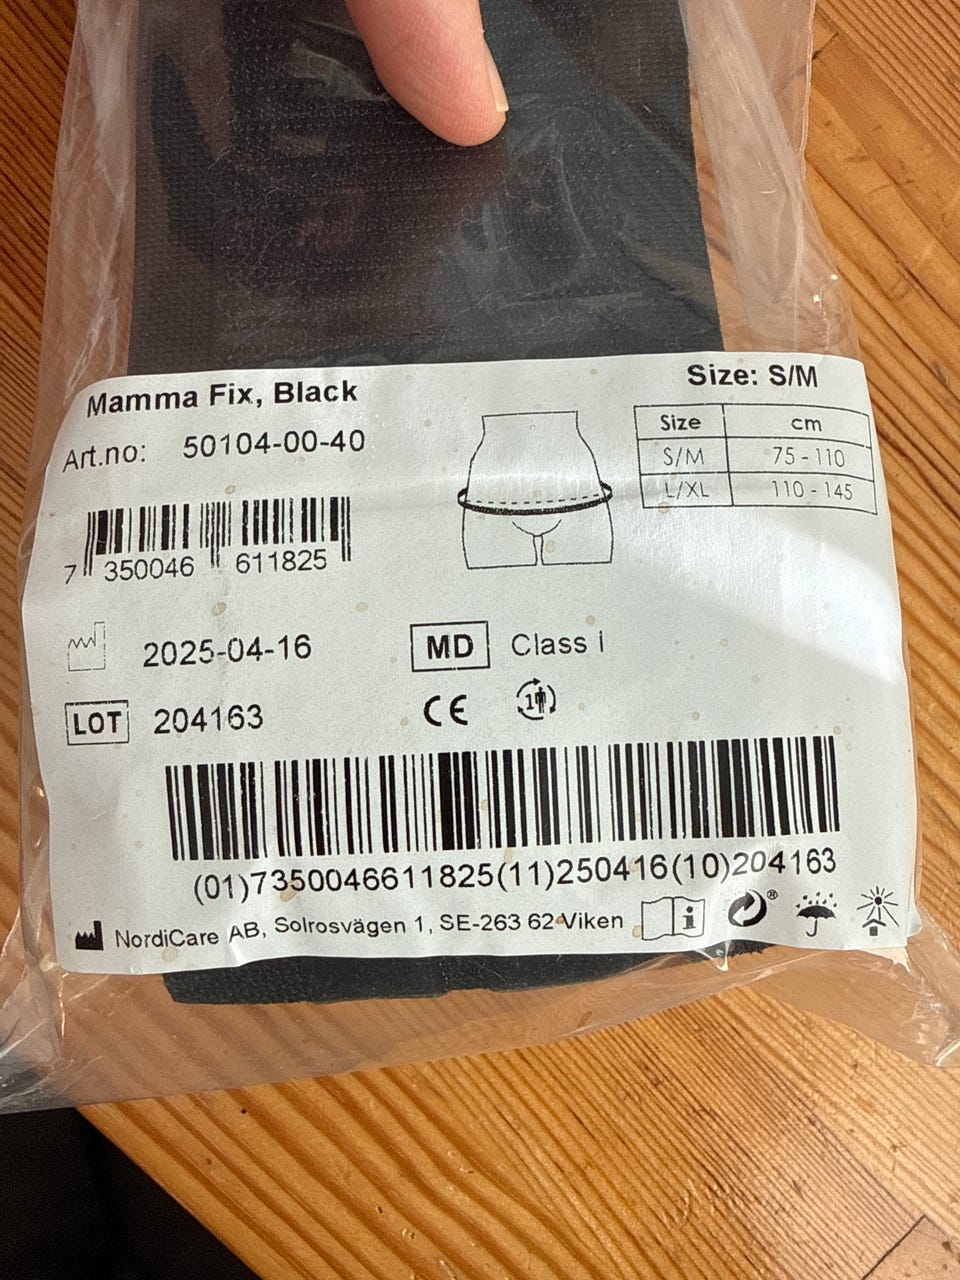 Mamma Fix, Black
Size: S/M
Art.no: 50104-00-40
Size cm
S/M 75 - 110
L/XL 110 - 145
7 350046 611825
2025-04-16
MD Class I
LOT 204163
CE
1
(01)7350046611825(11)250416(10)204163
NordiCare AB, Solrosvägen 1, SE-263 62 Viken
i
®